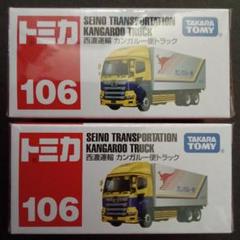 トミカ
SEINO TRANSPORTATION
KANGAROO TRUCK
西濃運輸 カンガルー便トラック
TAKARA
TOMY
106
トミカ
SEINO TRANSPORTATION
KANGAROO TRUCK
西濃運輸 カンガルー便トラック
TAKARA
TOMY
106